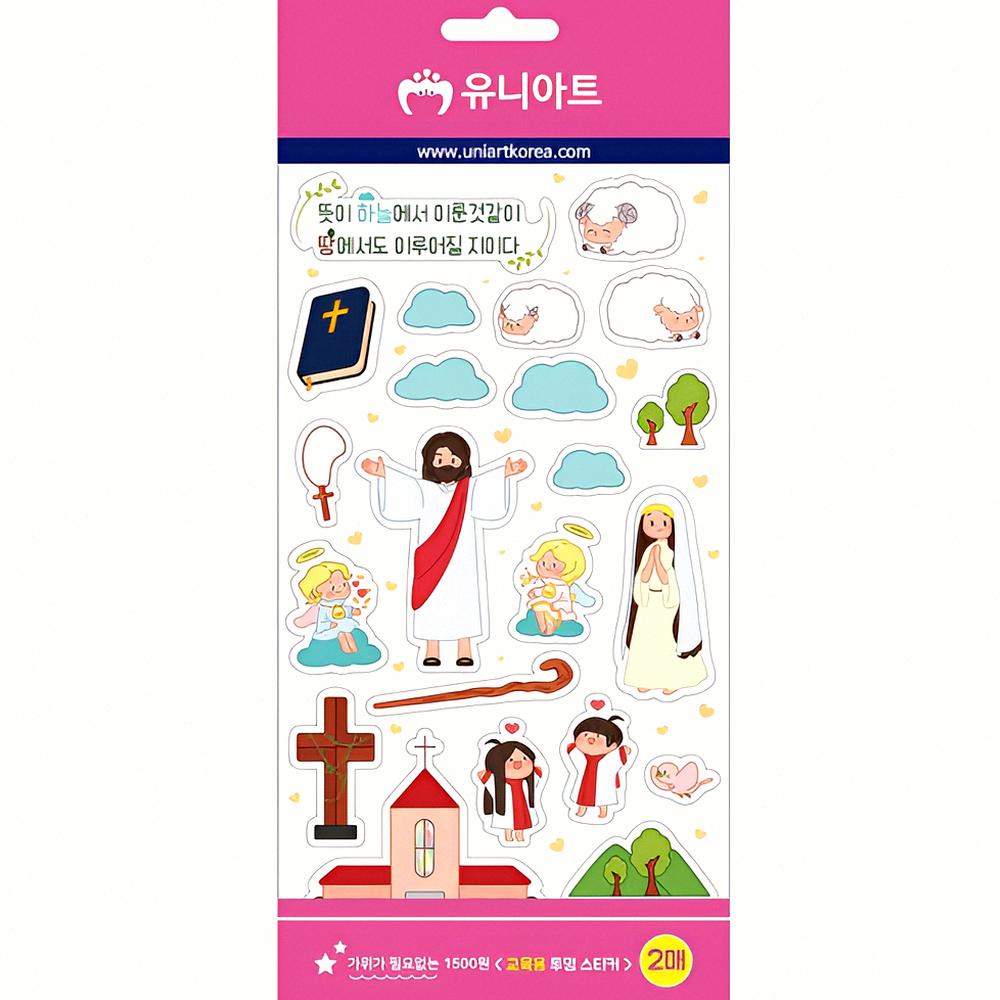 유니아트
www.uniartkorea.com
뜻이 하늘에서 이룬것같이
땅에서도 이루어질 지이다
가위가 필요없는 1500원 < 교육용 투명 스티커 >
2매